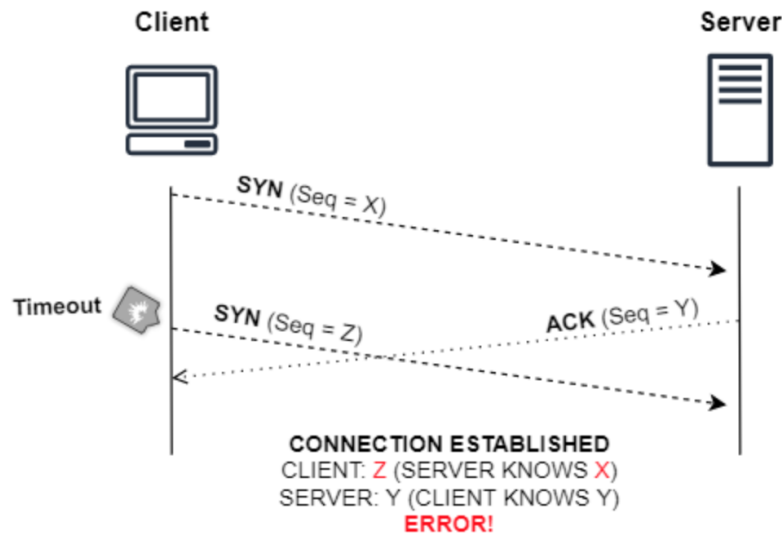 Client
Server
SYN (Seq = X)
Timeout
SYN (Seq = Z)
ACK (Seq = Y)
CONNECTION ESTABLISHED
CLIENT: Z (SERVER KNOWS X)
SERVER: Y (CLIENT KNOWS Y)
ERROR!